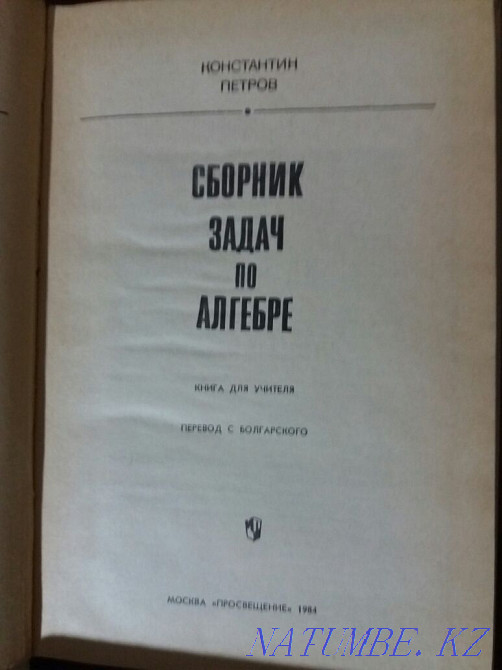 КОНСТАНТИН
ПЕТРОВ
СБОРНИК
ЗАДАЧ
ПО
АЛГЕБРЕ
КНИГА ДЛЯ УЧИТЕЛЯ
ПЕРЕВОД С БОЛГАРСКОГО
МОСКВА «ПРОСВЕЩЕНИЕ» 1984
NATUMBE. KZ